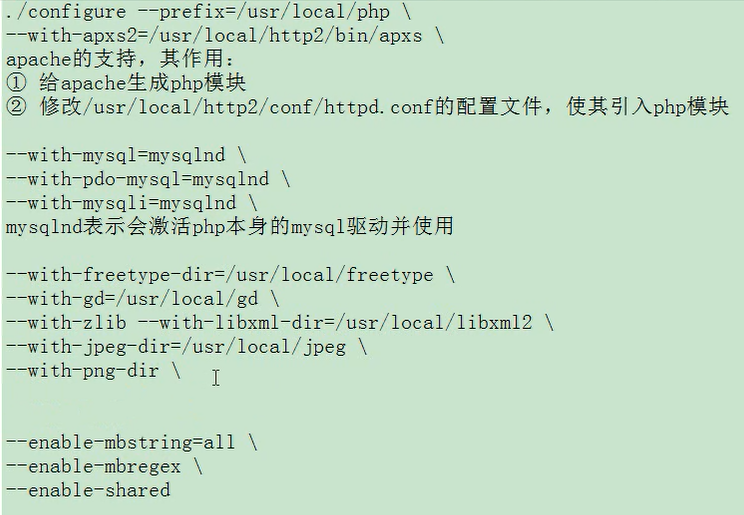 ./configure --prefix=/usr/local/php \
--with-apxs2=/usr/local/http2/bin/apxs \
apache的支持，其作用：
① 给apache生成php模块
② 修改/usr/local/http2/conf/httpd.conf的配置文件，使其引入php模块
--with-mysql=mysqlnd \
--with-pdo-mysql=mysqlnd \
--with-mysqli=mysqlnd \
mysqlnd表示会激活php本身的mysql驱动并使用
--with-freetype-dir=/usr/local/freetype \
--with-gd=/usr/local/gd \
--with-zlib --with-libxml-dir=/usr/local/libxml2 \
--with-jpeg-dir=/usr/local/jpeg \
--with-png-dir \
--enable-mbstring=all \
--enable-mbregex \
--enable-shared